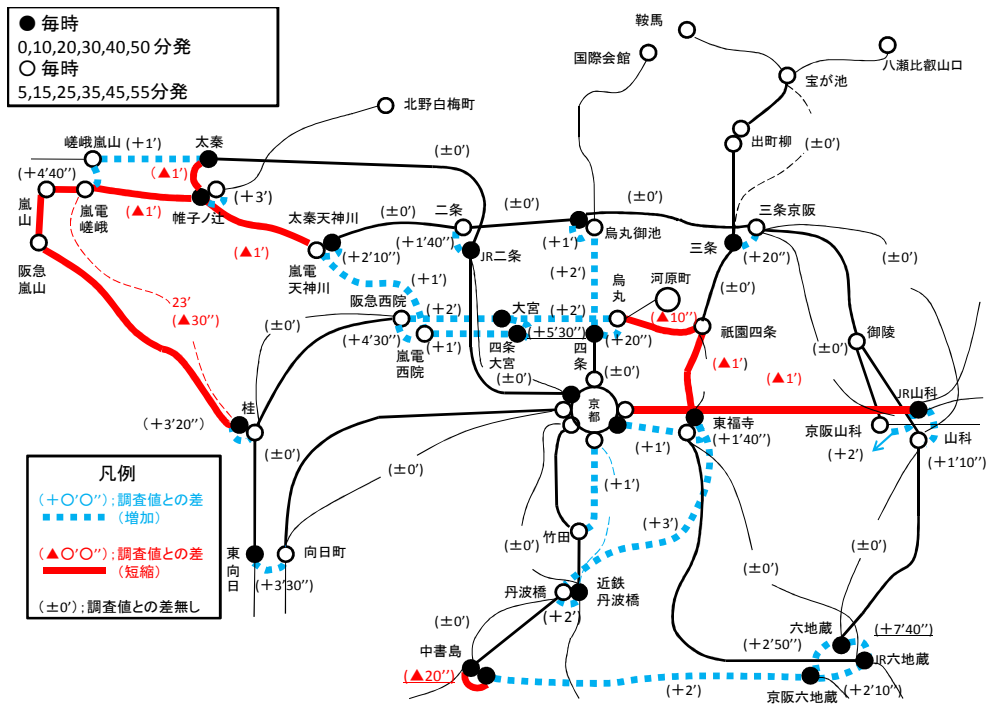 ● 毎時
0,10,20,30,40,50 分発
○ 毎時
5,15,25,35,45,55分発
鞍馬
国際会館
八瀬比叡山口
宝が池
北野白梅町
出町柳
(±0')
嵯峨嵐山
(+1')
太秦
(±0')
(+4'40'')
(▲1')
嵐山
嵐電
嵯峨
(▲1')
帷子ノ辻
(+3')
太秦天神川
(±0')
二条
(±0')
烏丸御池
(±0')
三条京阪
(±0')
阪急
嵐山
(▲1')
嵐電
天神川
(+2'10'')
(+1'40'')
JR二条
(+1')
三条
(+20'')
(+1')
(+2')
河原町
烏丸
(±0')
23'
(▲30'')
阪急西院
(+2')
大宮
(+2')
(▲10'')
祇園四条
御陵
(±0')
(+4'30'')
嵐電
西院
(+1')
四条
大宮
(+5'30'')
四条
(+20'')
(±0')
(▲1')
(▲1')
(±0')
(±0')
JR山科
桂
(+3'20'')
京都
東福寺
(+1'40'')
京阪山科
山科
(±0')
(+1')
(+2')
(+1'10'')
(±0')
(+1')
凡例
(+○'○'');調査値との差
(増加)
(▲○'○'');調査値との差
(短縮)
(±0');調査値との差無し
竹田
(+3')
(±0')
(±0')
東向日
向日町
(+3'30'')
(±0')
(±0')
丹波橋
近鉄
丹波橋
(+2')
(±0')
六地蔵
(+7'40'')
中書島
(+2'50'')
JR六地蔵
(▲20'')
(+2')
京阪六地蔵
(+2'10'')